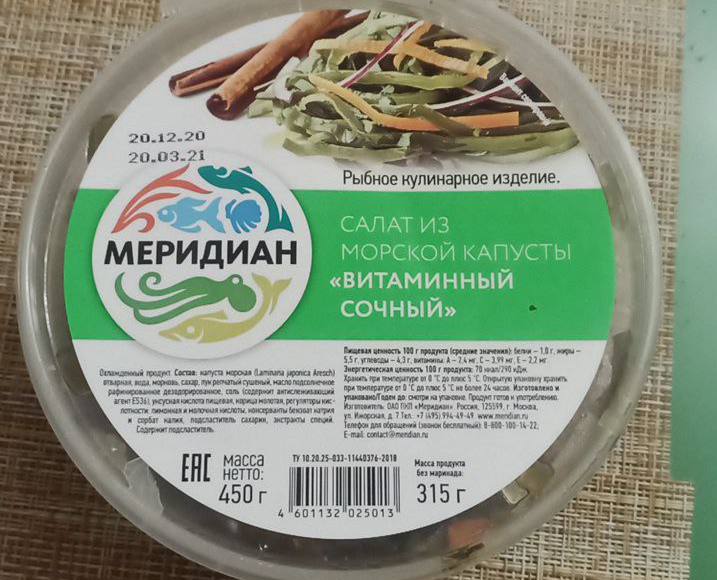 20.12.20
20.03.21
Рыбное кулинарное изделие.
МЕРИДИАН
САЛАТ ИЗ
МОРСКОЙ КАПУСТЫ
«ВИТАМИННЫЙ
СОЧНЫЙ»
Охлажденный продукт. Состав: капуста морская (Laminaria japonica Aresch)
отварная, вода, морковь, сахар, лук репчатый сушеный, масло подсолнечное
рафинированное дезодорированное, соль (содержит антислеживающий
агент Е536), уксусная кислота пищевая, корица молотая, регуляторы кис-
лотности: лимонная и молочная кислоты, консерванты бензоат натрия
и сорбат калия, подсластитель сахарин, экстракты специй.
Содержит подсластитель.
Пищевая ценность 100 г продукта (средние значения): белки – 1,0 г, жиры –
5,5 г, углеводы – 4,3 г, витамины: А – 2,4 мг, С – 3,99 мг, Е – 2,2 мг.
Энергетическая ценность 100 г продукта: 70 ккал/290 кДж.
Хранить при температуре от 0 °С до плюс 5 °С. Открытую упаковку хранить
при температуре от 0 °С до плюс 5 °С не более 24 часов. Изготовлено и
упаковано/Годен до: смотри на упаковке. Продукт готов к употреблению.
Изготовитель: ОАО ПКП «Меридиан». Россия, 125599, г. Москва,
ул. Ижорская, д. 7 Тел. +7 (495) 994-49-49 www.meridian.ru
Телефон для обращений (звонок бесплатный): 8-800-100-14-22;
E-mail: contact@meridian.ru
ЕАС
МАССА
НЕТТО:
450 г
ТУ 10.20.25-033-11440376-2018
4 601132 025013
Масса продукта
без маринада:
315 г